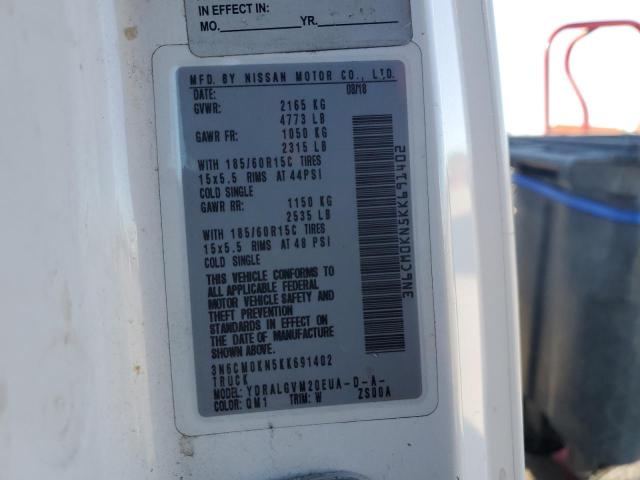 IN EFFECT IN:
MO. YR.
MFD. BY NISSAN MOTOR CO., LTD.
DATE: 08/18
GVWR: 2165 KG
4773 LB
GAWR FR: 1050 KG
2315 LB
WITH 185/60R15C TIRES
15x5.5 RIMS AT 44PSI
COLD SINGLE
GAWR RR: 1150 KG
2535 LB
WITH 185/60R15C TIRES
15x5.5 RIMS AT 48 PSI
COLD SINGLE
THIS VEHICLE CONFORMS TO
ALL APPLICABLE FEDERAL
MOTOR VEHICLE SAFETY AND
THEFT PREVENTION
STANDARDS IN EFFECT ON
THE DATE OF MANUFACTURE
SHOWN ABOVE.
3N6CM0KN5KK691402
TRUCK
MODEL: YDRALGVM20EUA-D-A-
COLOR: QM1 TRIM: W ZS00A
3N6CM0KN5KK691402